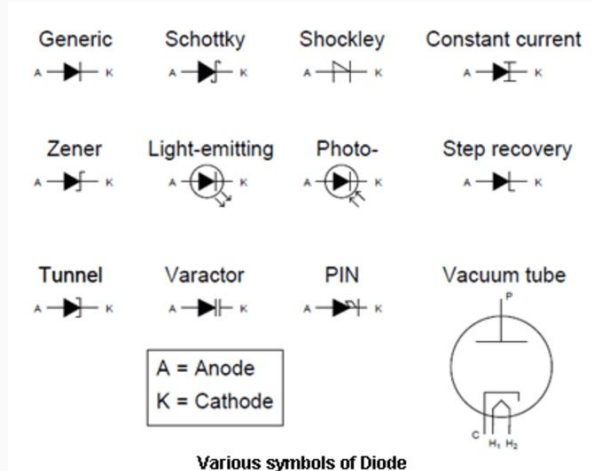 Generic Schottky Shockley Constant current
A K A K A K A K
Zener Light-emitting Photo- Step recovery
A K A K A K A K
Tunnel Varactor PIN Vacuum tube
P
A K A K A K
A = Anode
K = Cathode
C H₁ H₂
Various symbols of Diode